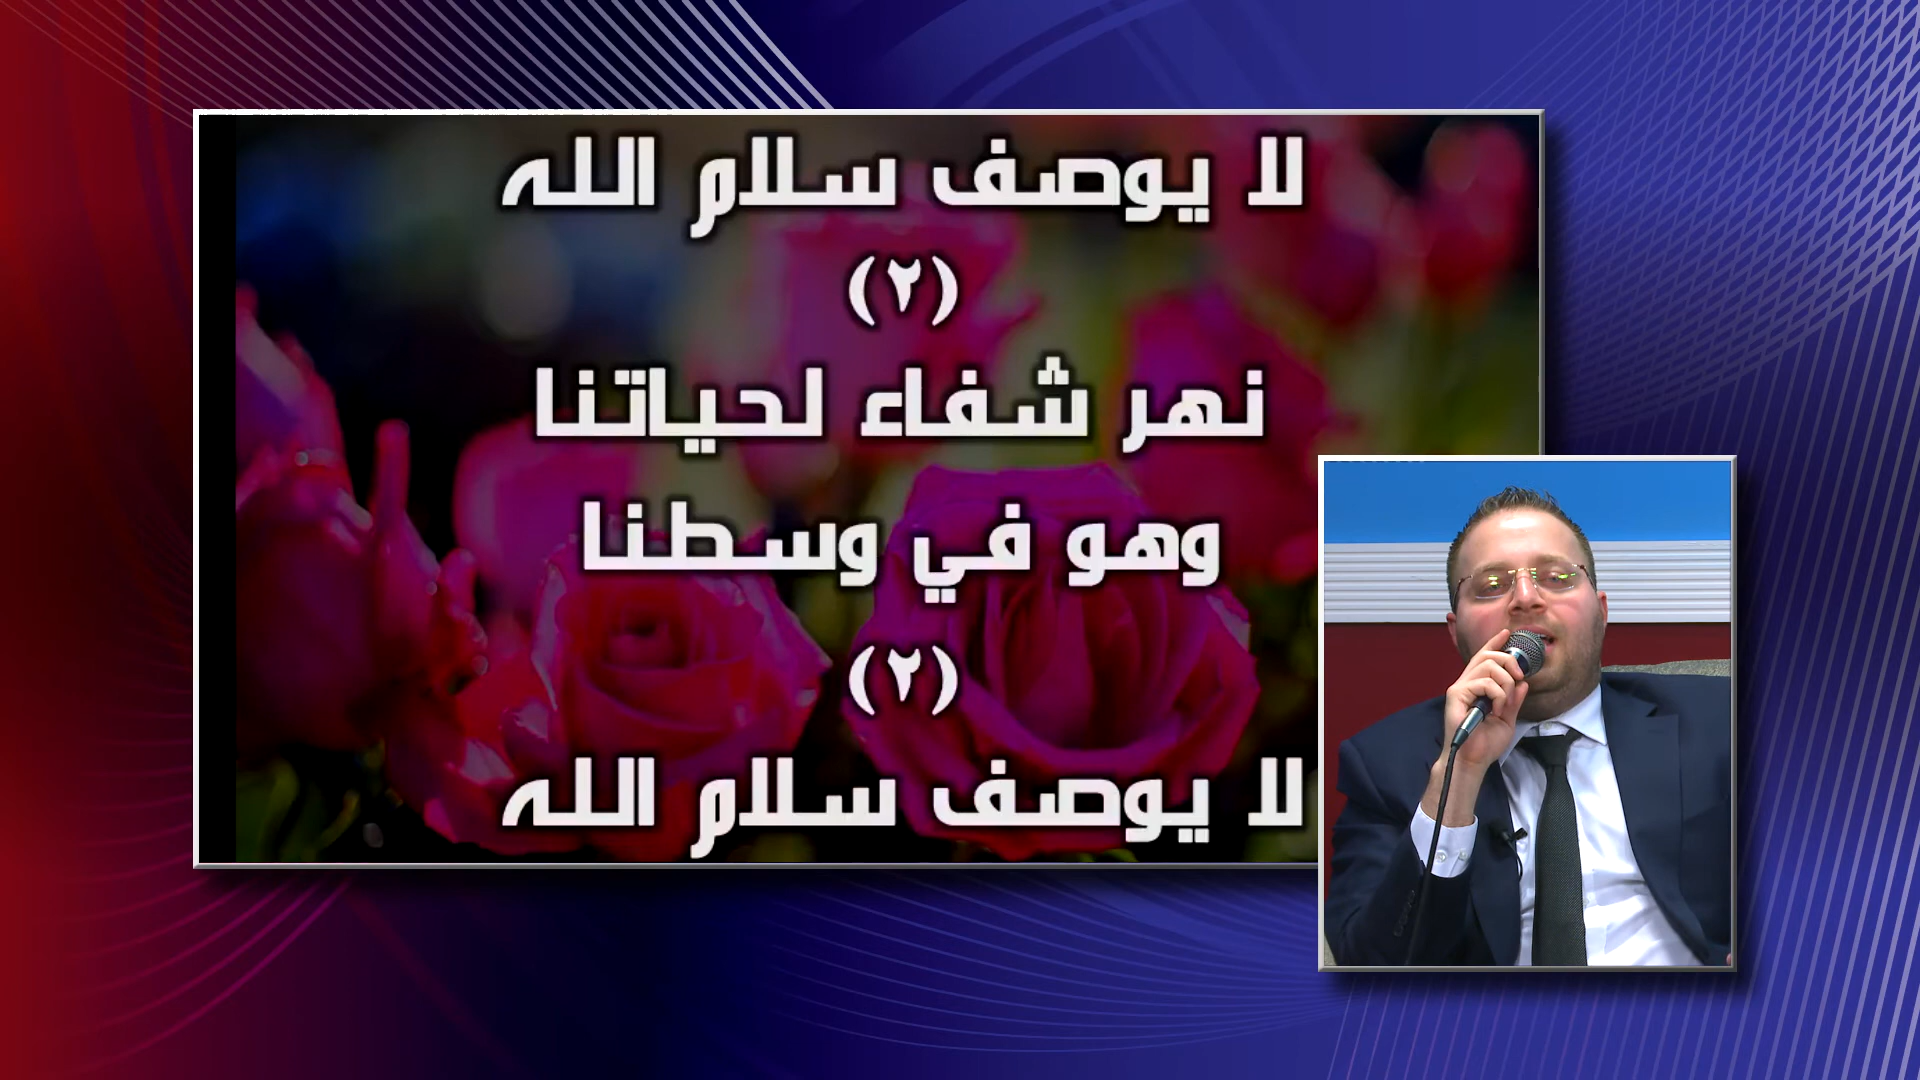 لا يوصف سلام الله
(٢)
نهر شفاء لحياتنا
وهو في وسطنا
(٢)
لا يوصف سلام الله